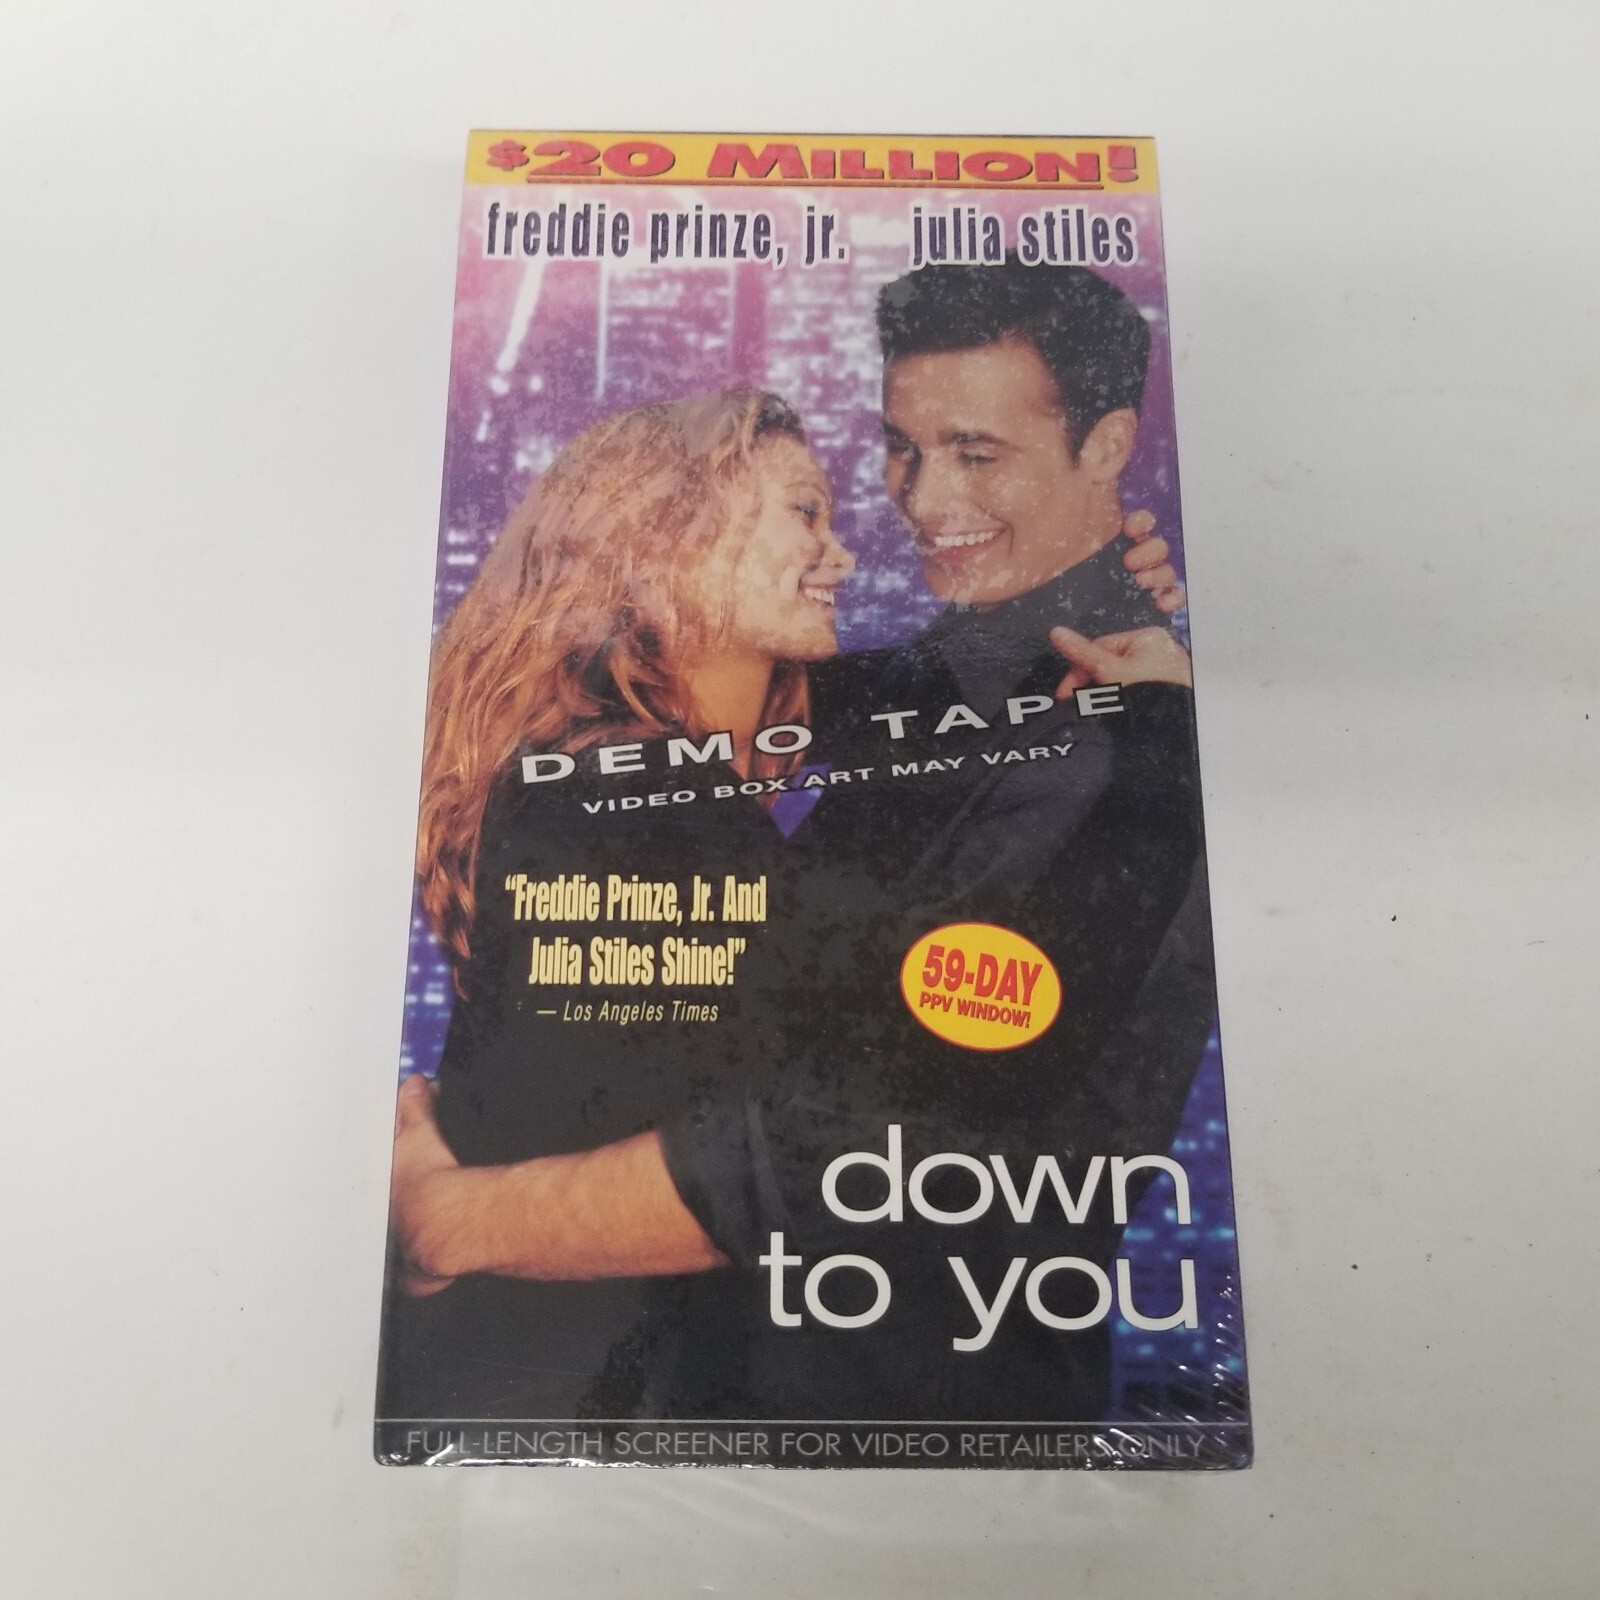 $20 MILLION!
freddie prinze, jr. julia stiles
DEMO TAPE
VIDEO BOX ART MAY VARY
"Freddie Prinze, Jr. And
Julia Stiles Shine!"
— Los Angeles Times
59-DAY
PPV WINDOW!
down
to you
FULL-LENGTH SCREENER FOR VIDEO RETAILERS ONLY